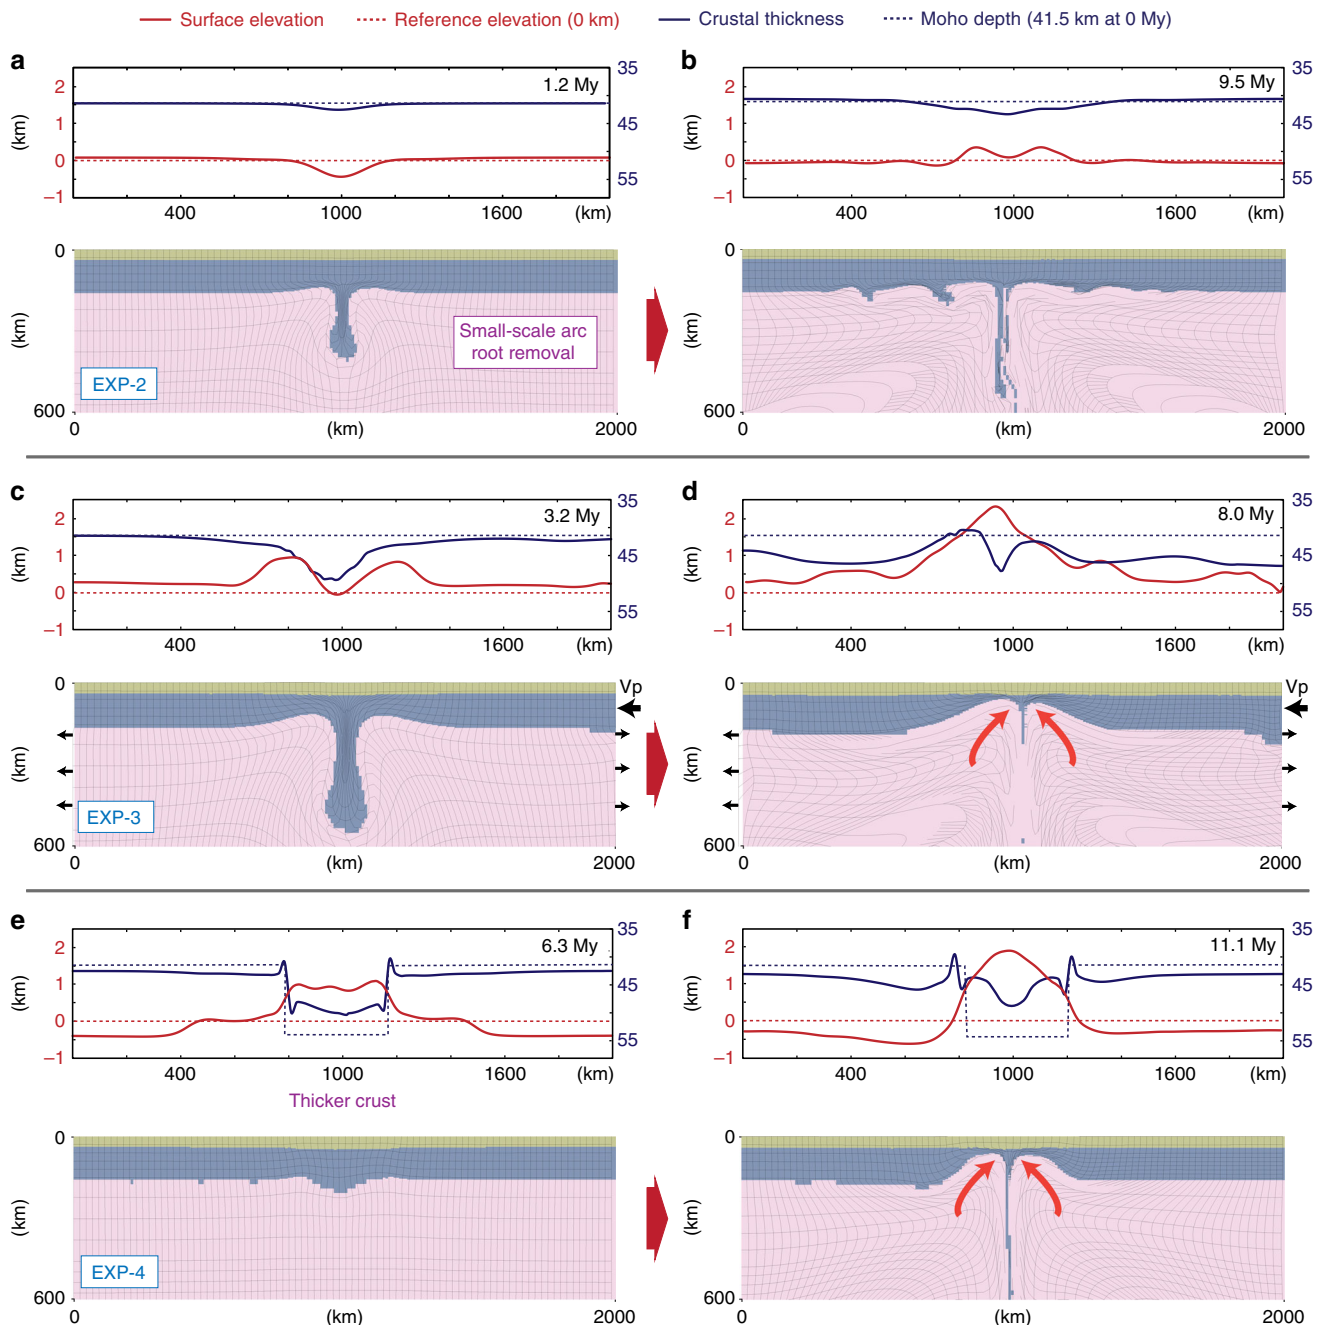 Surface elevation Reference elevation (0 km) Crustal thickness Moho depth (41.5 km at 0 My)
a
1.2 My
2
1
0
−1
(km)
35
45
55
400 1000 1600 (km)
b
9.5 My
2
1
0
−1
(km)
35
45
55
400 1000 1600 (km)
0
(km)
600
Small-scale arc
root removal
EXP-2
0 (km) 2000
0
(km)
600
0 (km) 2000
c
3.2 My
2
1
0
−1
(km)
35
45
55
400 1000 1600 (km)
d
8.0 My
2
1
0
−1
(km)
35
45
55
400 1000 1600 (km)
0
Vp
(km)
EXP-3
600
0 (km) 2000
0
Vp
(km)
600
0 (km) 2000
e
6.3 My
2
1
0
−1
(km)
35
45
55
400 1000 1600 (km)
Thicker crust
f
11.1 My
2
1
0
−1
(km)
35
45
55
400 1000 1600 (km)
0
(km)
EXP-4
600
0 (km) 2000
0
(km)
600
0 (km) 2000